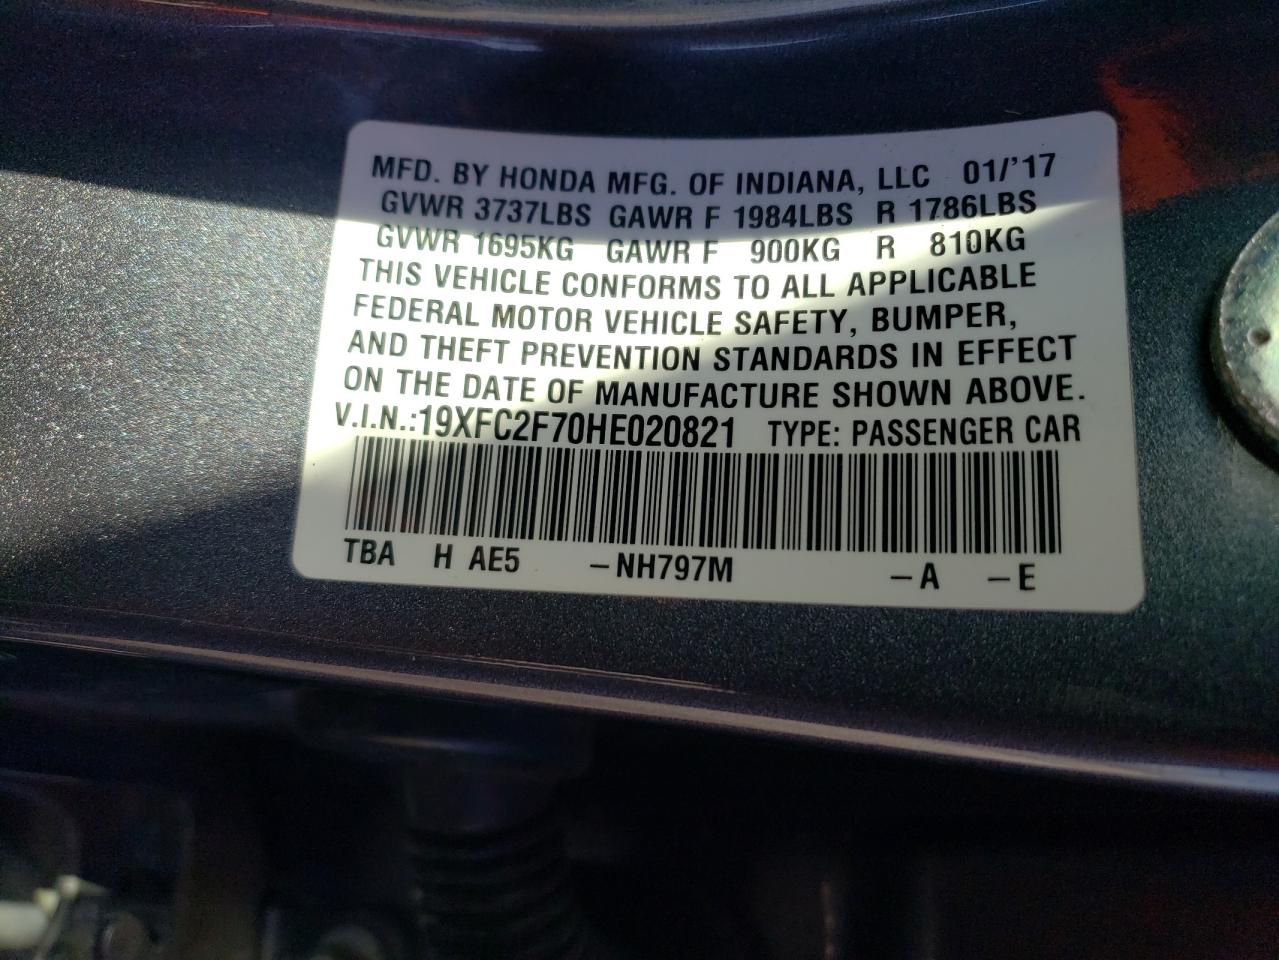 MFD. BY HONDA MFG. OF INDIANA, LLC 01/'17
GVWR 3737LBS GAWR F 1984LBS R 1786LBS
GVWR 1695KG GAWR F 900KG R 810KG
THIS VEHICLE CONFORMS TO ALL APPLICABLE
FEDERAL MOTOR VEHICLE SAFETY, BUMPER,
AND THEFT PREVENTION STANDARDS IN EFFECT
ON THE DATE OF MANUFACTURE SHOWN ABOVE.
V.I.N.:19XFC2F70HE020821 TYPE: PASSENGER CAR
TBA H AE5 –NH797M –A –E